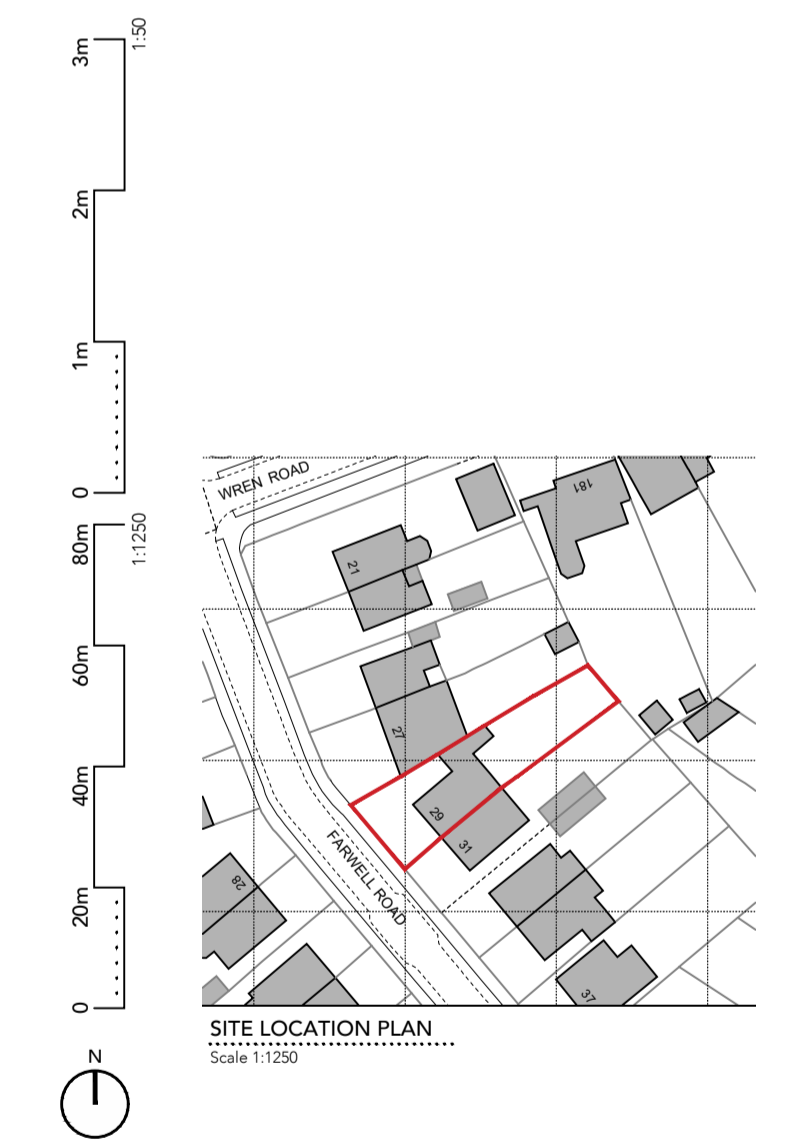 3m
1:50
2m
1m
0
80m
1:1250
60m
40m
20m
0
N
WREN ROAD
181
21
27
29
31
FARWELL ROAD
28
37
SITE LOCATION PLAN
Scale 1:1250